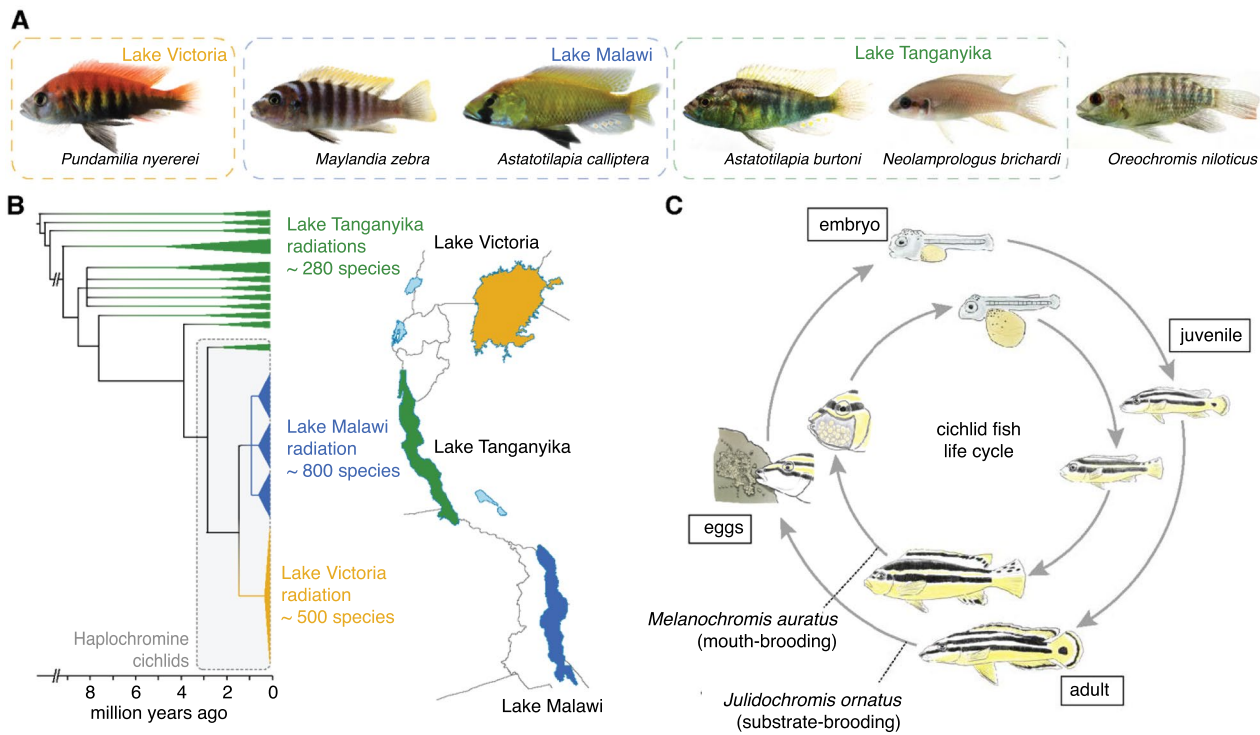 A
Lake Victoria
Lake Malawi
Lake Tanganyika
Pundamilia nyererei
Maylandia zebra
Astatotilapia calliptera
Astatotilapia burtoni
Neolamprologus brichardi
Oreochromis niloticus
B
Lake Tanganyika
radiations
~ 280 species
Lake Malawi
radiation
~ 800 species
Lake Victoria
radiation
~ 500 species
Haplochromine
cichlids
8 6 4 2 0
million years ago
Lake Victoria
Lake Tanganyika
Lake Malawi
C
embryo
juvenile
cichlid fish
life cycle
eggs
Melanochromis auratus
(mouth-brooding)
Julidochromis ornatus
(substrate-brooding)
adult